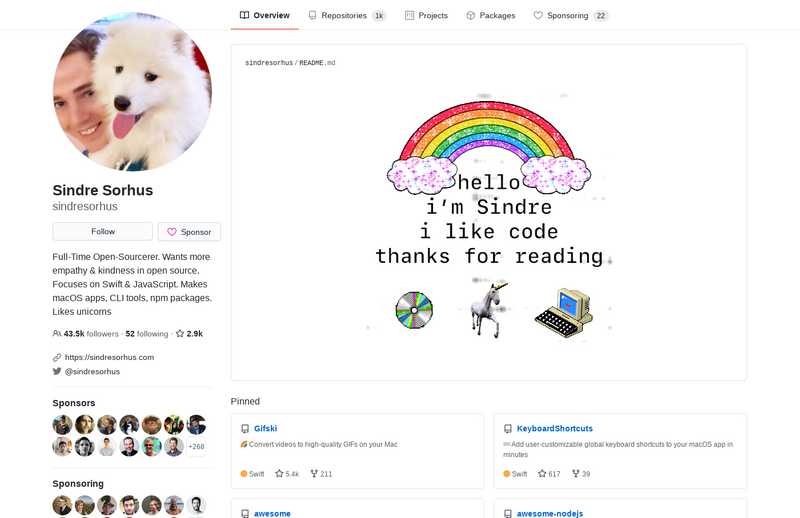 Overview
Repositories 1k
Projects
Packages
Sponsoring 22
Sindre Sorhus
sindresorhus
Follow
Sponsor
Full-Time Open-Sourcerer. Wants more
empathy & kindness in open source.
Focuses on Swift & JavaScript. Makes
macOS apps, CLI tools, npm packages.
Likes unicorns
43.5k followers · 52 following · 2.9k
https://sindresorhus.com
@sindresorhus
Sponsors
+268
Sponsoring
sindresorhus / README.md
hello
i'm Sindre
i like code
thanks for reading
Pinned
Gifski
Convert videos to high-quality GIFs on your Mac
Swift 5.4k 211
KeyboardShortcuts
Add user-customizable global keyboard shortcuts to your macOS app in
minutes
Swift 617 39
awesome
awesome-nodejs